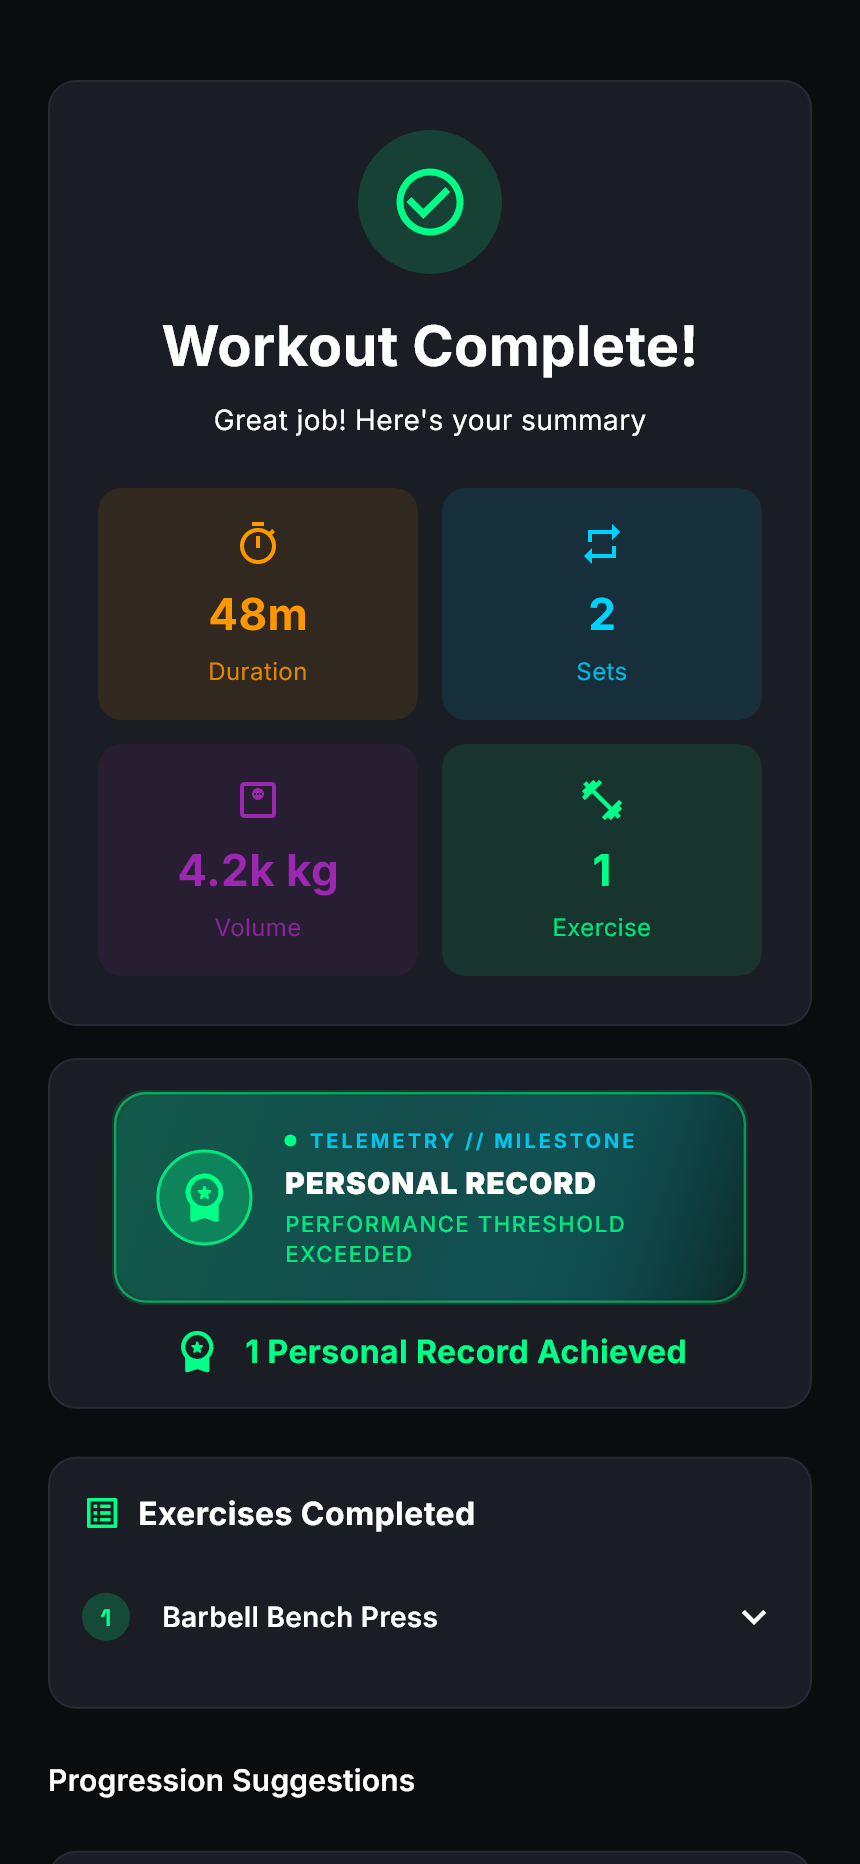 Workout Complete!
Great job! Here's your summary
48m
Duration
2
Sets
4.2k kg
Volume
1
Exercise
TELEMETRY // MILESTONE
PERSONAL RECORD
PERFORMANCE THRESHOLD
EXCEEDED
1 Personal Record Achieved
Exercises Completed
1 Barbell Bench Press
Progression Suggestions